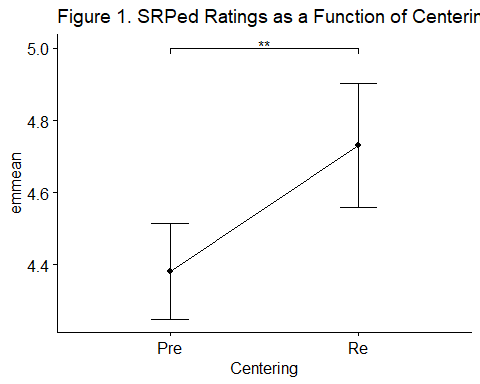 Figure 1. SRPed Ratings as a Function of Centerin
**
5.0
4.8
4.6
4.4
emmean
Pre
Re
Centering